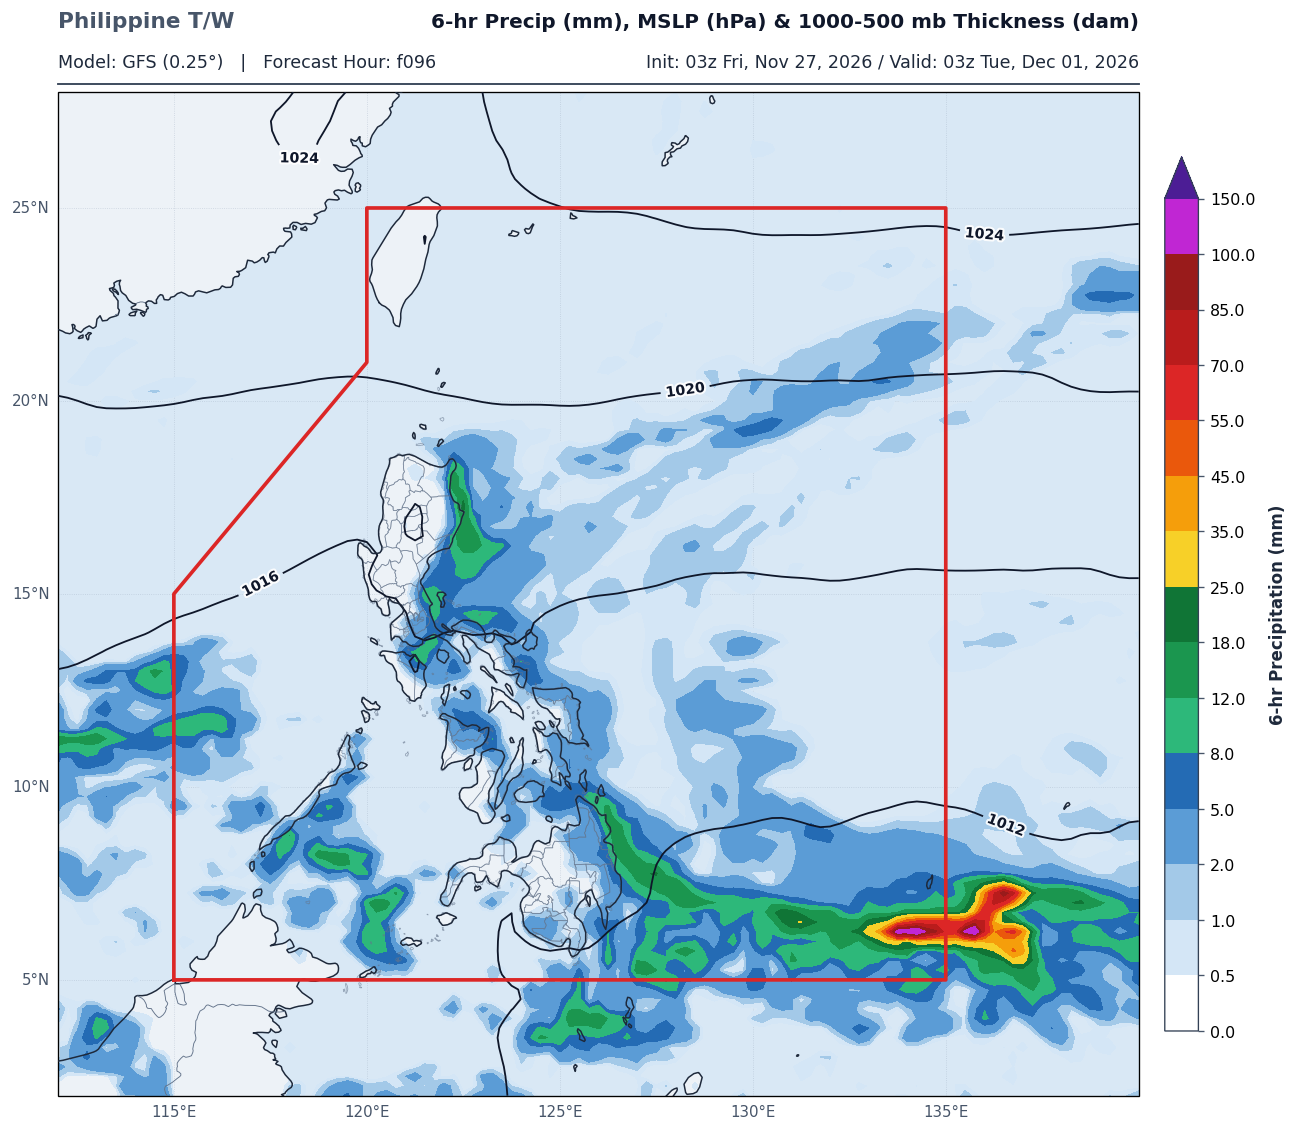 Philippine T/W
6-hr Precip (mm), MSLP (hPa) & 1000-500 mb Thickness (dam)
Model: GFS (0.25°) | Forecast Hour: f096
Init: 03z Fri, Nov 27, 2026 / Valid: 03z Tue, Dec 01, 2026
1024
25°N
1024
20°N
1020
15°N
1016
10°N
1012
5°N
115°E
120°E
125°E
130°E
135°E
150.0
100.0
85.0
70.0
55.0
45.0
35.0
25.0
18.0
12.0
8.0
5.0
2.0
1.0
0.5
0.0
6-hr Precipitation (mm)